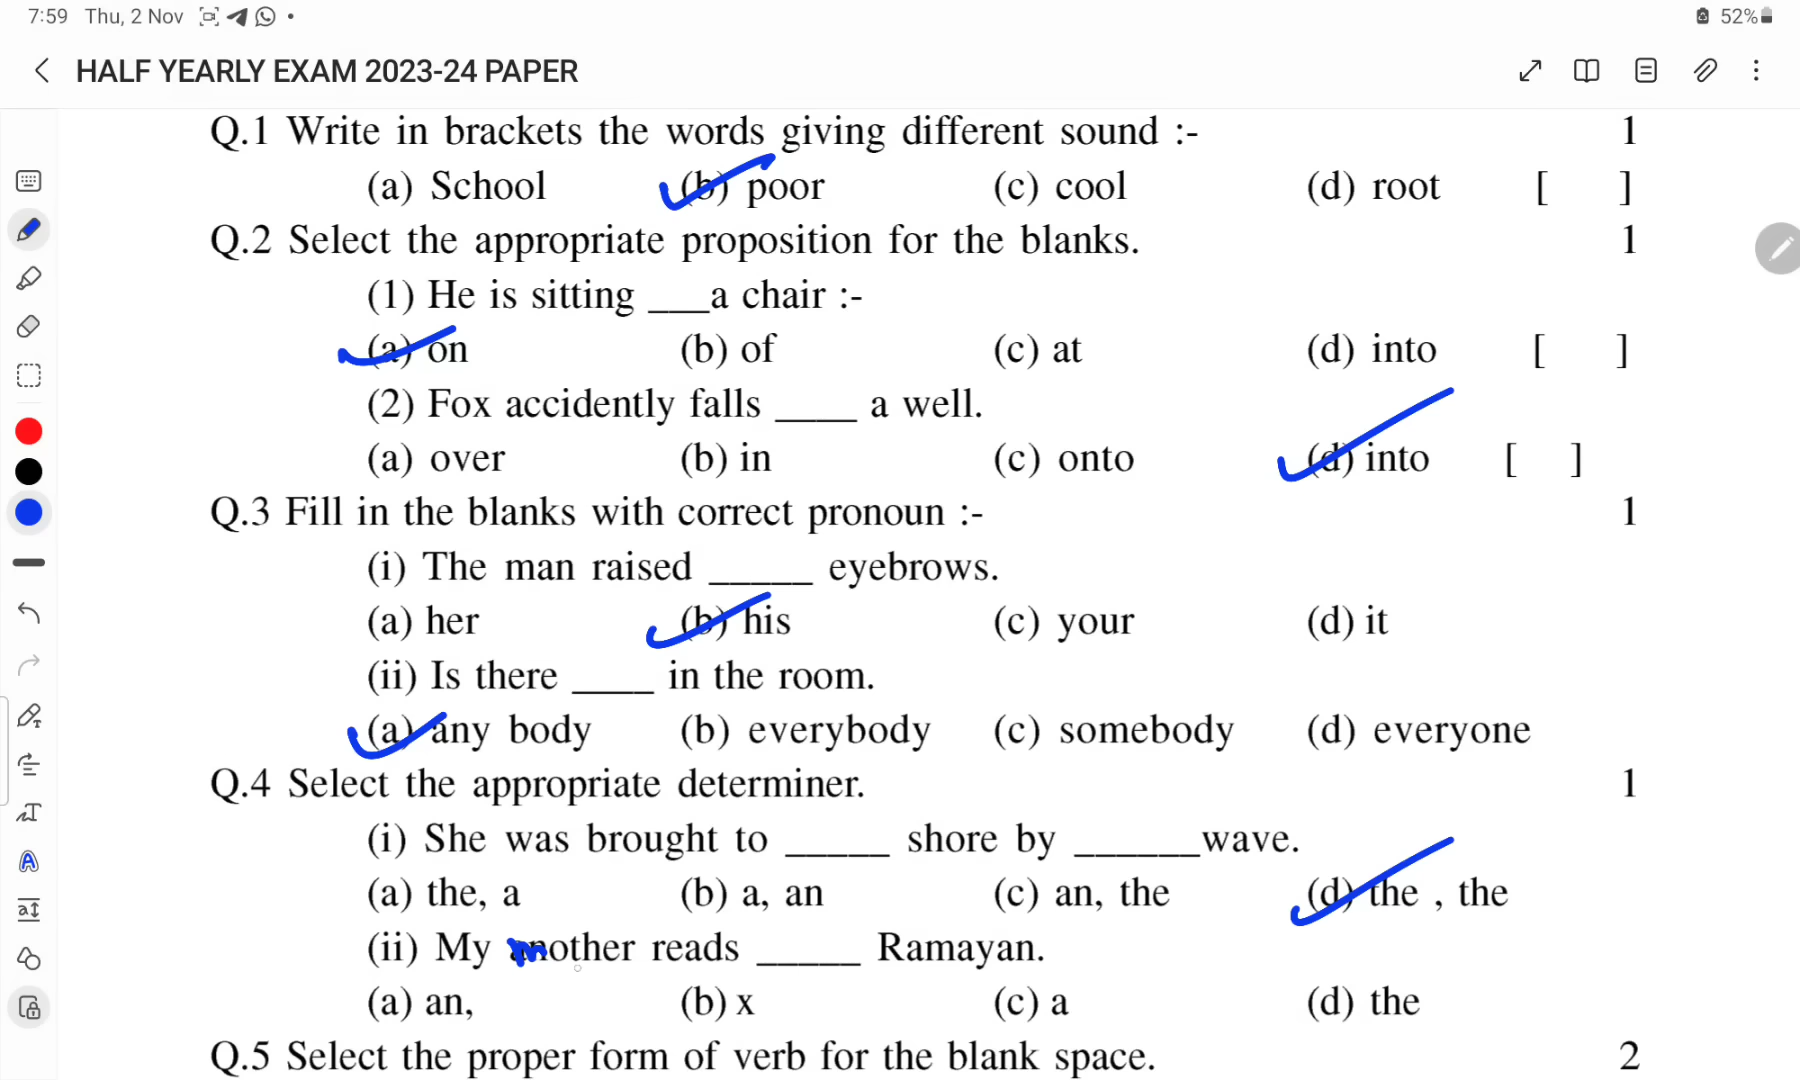 7:59 Thu, 2 Nov 52%
HALF YEARLY EXAM 2023-24 PAPER
Q.1 Write in brackets the words giving different sound :- 1
(a) School (b) poor (c) cool (d) root [ ]
Q.2 Select the appropriate proposition for the blanks. 1
(1) He is sitting ___a chair :-
(a) on (b) of (c) at (d) into [ ]
(2) Fox accidently falls ____ a well.
(a) over (b) in (c) onto (d) into [ ]
Q.3 Fill in the blanks with correct pronoun :- 1
(i) The man raised _____ eyebrows.
(a) her (b) his (c) your (d) it
(ii) Is there ____ in the room.
(a) any body (b) everybody (c) somebody (d) everyone
Q.4 Select the appropriate determiner. 1
(i) She was brought to _____ shore by ______wave.
(a) the, a (b) a, an (c) an, the (d) the , the
(ii) My mother reads _____ Ramayan.
(a) an, (b) x (c) a (d) the
Q.5 Select the proper form of verb for the blank space. 2